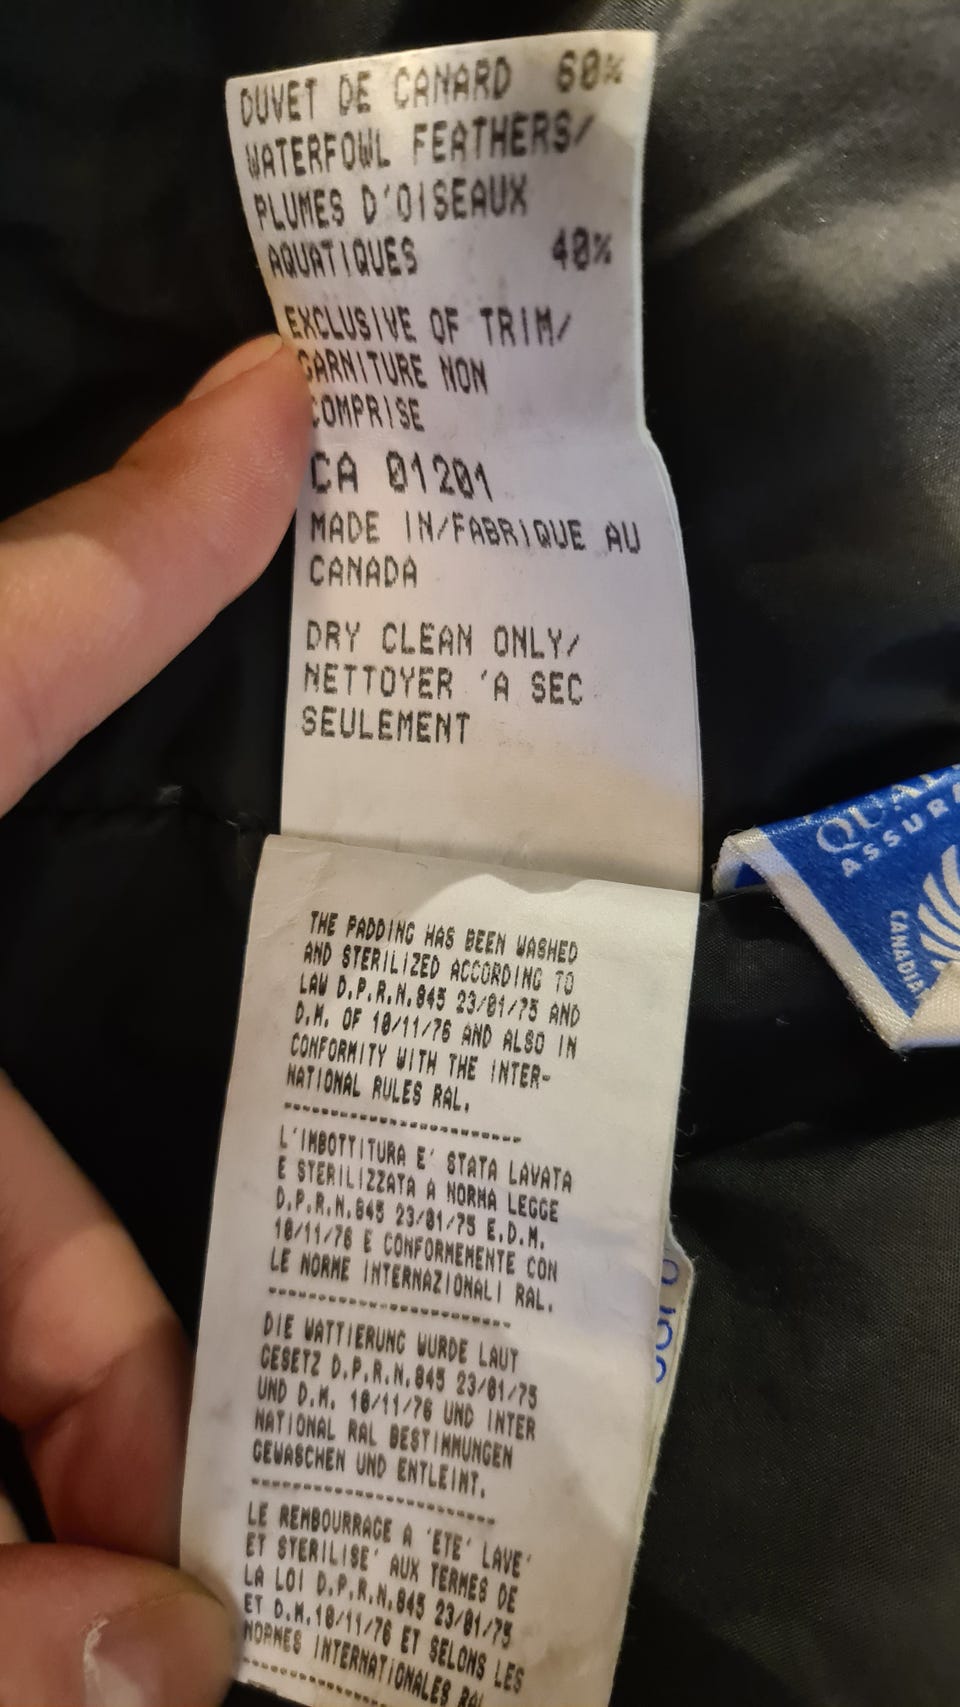 DUVET DE CANARD 60%
WATERFOWL FEATHERS/
PLUMES D'OISEAUX
AQUATIQUES 40%
EXCLUSIVE OF TRIM/
GARNITURE NON
COMPRISE
CA 01201
MADE IN/FABRIQUE AU
CANADA
DRY CLEAN ONLY/
NETTOYER 'A SEC
SEULEMENT
THE PADDING HAS BEEN WASHED
AND STERILIZED ACCORDING TO
LAW D.P.R.N.845 23/01/75 AND
D.M. OF 10/11/76 AND ALSO IN
CONFORMITY WITH THE INTER-
NATIONAL RULES RAL.
L'IMBOTTITURA E' STATA LAVATA
E STERILIZZATA A NORMA LEGGE
D.P.R.N.845 23/01/75 E.D.M.
10/11/76 E CONFORMEMENTE CON
LE NORME INTERNAZIONALI RAL.
DIE WATTIERUNG WURDE LAUT
GESETZ D.P.R.N.845 23/01/75
UND D.M. 10/11/76 UND INTER
NATIONAL RAL BESTIMMUNGEN
GEWASCHEN UND ENTLEINT.
LE REMBOURRAGE A 'ETE' LAVE'
ET STERILISE' AUX TERMES DE
LA LOI D.P.R.N.845 23/01/75
ET D.M.10/11/76 ET SELONS LES
NORMES INTERNATIONALES RAL
ASSUR
CANADIA